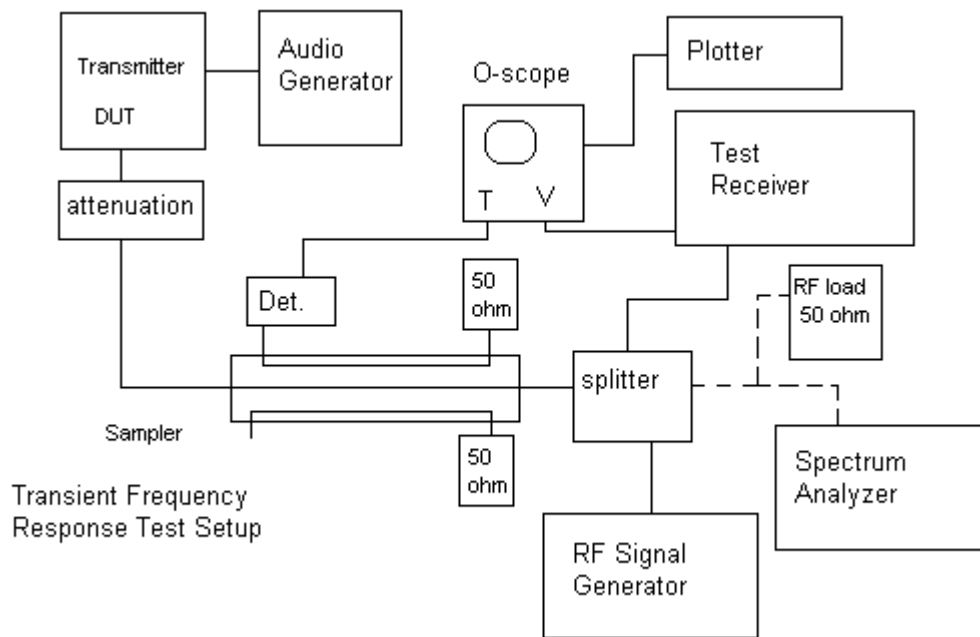 Transmitter
DUT
Audio
Generator
O-scope
T V
Plotter
Test
Receiver
attenuation
Det.
50
ohm
RF load
50 ohm
splitter
Sampler
50
ohm
Spectrum
Analyzer
Transient Frequency
Response Test Setup
RF Signal
Generator